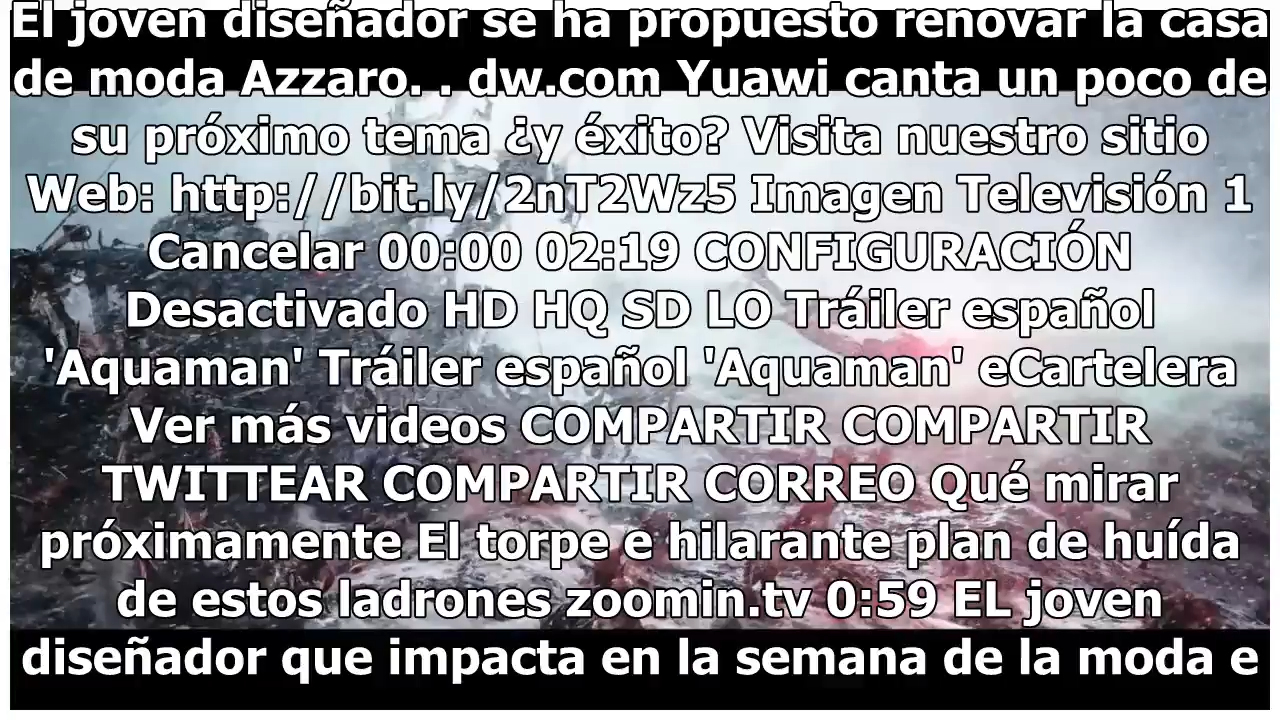 El joven diseñador se ha propuesto renovar la casa
de moda Azzaro. . dw.com Yuawi canta un poco de
su próximo tema ¿y éxito? Visita nuestro sitio
Web: http://bit.ly/2nT2Wz5 Imagen Televisión 1
Cancelar 00:00 02:19 CONFIGURACIÓN
Desactivado HD HQ SD LO Tráiler español
'Aquaman' Tráiler español 'Aquaman' eCartelera
Ver más videos COMPARTIR COMPARTIR
TWITTEAR COMPARTIR CORREO Qué mirar
próximamente El torpe e hilarante plan de huída
de estos ladrones zoomin.tv 0:59 EL joven
diseñador que impacta en la semana de la moda e